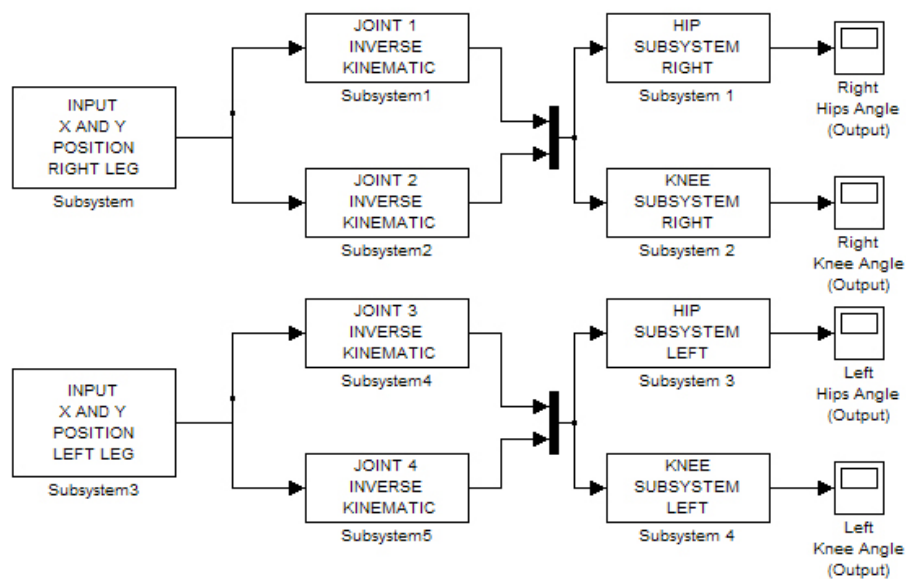 JOINT 1
INVERSE
KINEMATIC
Subsystem1
HIP
SUBSYSTEM
RIGHT
Subsystem 1
Right
Hips Angle
(Output)
INPUT
X AND Y
POSITION
RIGHT LEG
Subsystem
JOINT 2
INVERSE
KINEMATIC
Subsystem2
KNEE
SUBSYSTEM
RIGHT
Subsystem 2
Right
Knee Angle
(Output)
JOINT 3
INVERSE
KINEMATIC
Subsystem4
HIP
SUBSYSTEM
LEFT
Subsystem 3
Left
Hips Angle
(Output)
INPUT
X AND Y
POSITION
LEFT LEG
Subsystem3
JOINT 4
INVERSE
KINEMATIC
Subsystem5
KNEE
SUBSYSTEM
LEFT
Subsystem 4
Left
Knee Angle
(Output)